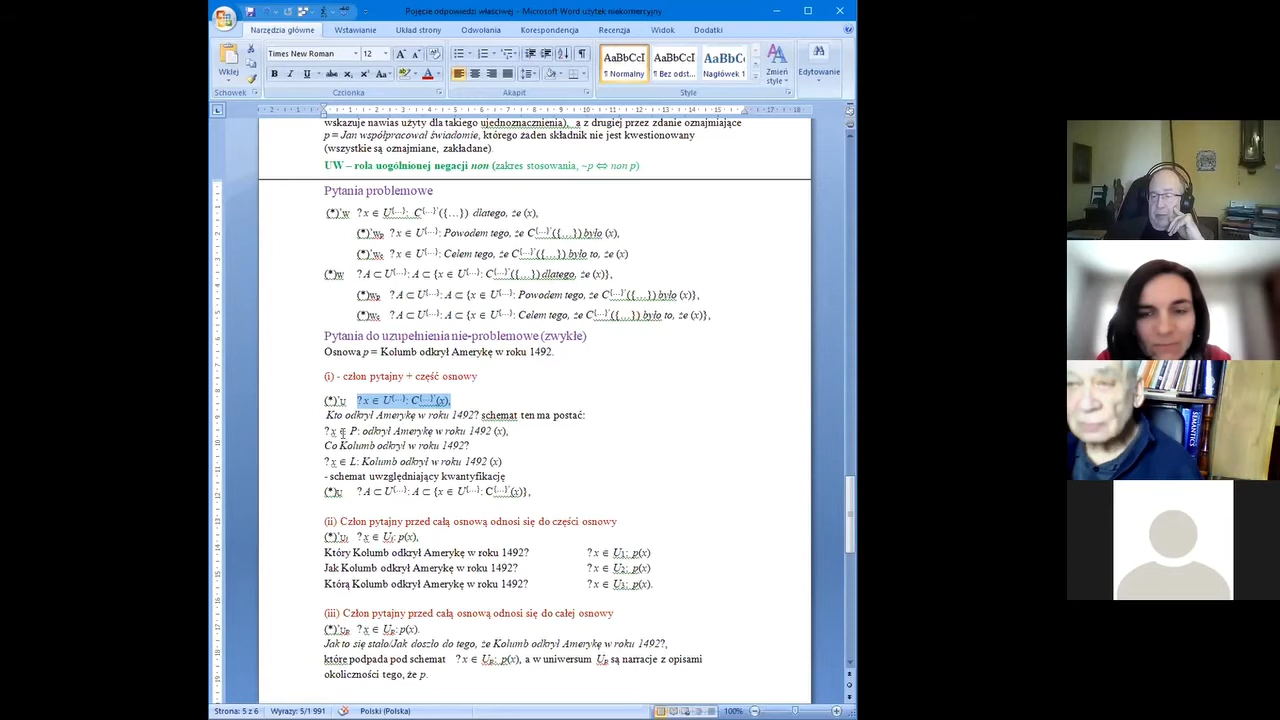 Pojęcie odpowiedzi właściwej - Microsoft Word użytek niekomercyjny
Narzędzia główne Wstawianie Układ strony Odwołania Korespondencja Recenzja Widok Dodatki
Wklej
Times New Roman 12
AaBbCcI AaBbCcI AaBbC
¶ Normalny ¶ Bez odst... Nagłówek 1
Zmień style
Edytowanie
Schowek Czcionka Akapit Style
wskazuje nawias użyty dla takiego ujednoznacznienia), a z drugiej przez zdanie oznajmiające
p = Jan współpracował świadomie, którego żaden składnik nie jest kwestionowany
(wszystkie są oznajmiane, zakładane).
UW – rola uogólnionej negacji non (zakres stosowania, ~p ⇔ non p)
Pytania problemowe
(*)'w ? x ∈ U{…}: C{…}'({…}) dlatego, że (x),
(*)'wp ? x ∈ U{…}: Powodem tego, że C{…}'({…}) było (x),
(*)'wc ? x ∈ U{…}: Celem tego, że C{…}'({…}) było to, że (x)
(*)w ? A ⊂ U{…}: A ⊂ {x ∈ U{…}: C{…}'({…}) dlatego, że (x)},
(*)wp ? A ⊂ U{…}: A ⊂ {x ∈ U{…}: Powodem tego, że C{…}'({…}) było (x)},
(*)wc ? A ⊂ U{…}: A ⊂ {x ∈ U{…}: Celem tego, że C{…}'({…}) było to, że (x)},
Pytania do uzupełnienia nie-problemowe (zwykłe)
Osnowa p = Kolumb odkrył Amerykę w roku 1492.
(i) - człon pytajny + część osnowy
(*)'U ? x ∈ U{…}: C{…}'(x),
Kto odkrył Amerykę w roku 1492? schemat ten ma postać:
? x ∈ P: odkrył Amerykę w roku 1492 (x),
Co Kolumb odkrył w roku 1492?
? x ∈ L: Kolumb odkrył w roku 1492 (x)
- schemat uwzględniający kwantyfikację
(*)U ? A ⊂ U{…}: A ⊂ {x ∈ U{…}: C{…}'(x)},
(ii) Człon pytajny przed całą osnową odnosi się do części osnowy
(*)'Ui ? x ∈ Ui: p(x),
Który Kolumb odkrył Amerykę w roku 1492? ? x ∈ U1: p(x)
Jak Kolumb odkrył Amerykę w roku 1492? ? x ∈ U2: p(x)
Którą Kolumb odkrył Amerykę w roku 1492? ? x ∈ U3: p(x).
(iii) Człon pytajny przed całą osnową odnosi się do całej osnowy
(*)'Up ? x ∈ Up: p(x).
Jak to się stało/Jak doszło do tego, że Kolumb odkrył Amerykę w roku 1492?,
które podpada pod schemat ? x ∈ Up: p(x), a w uniwersum Up są narracje z opisami
okoliczności tego, że p.
Strona: 5 z 6 Wyrazy: 5/1 991 Polski (Polska) 100%
SEMANTICS